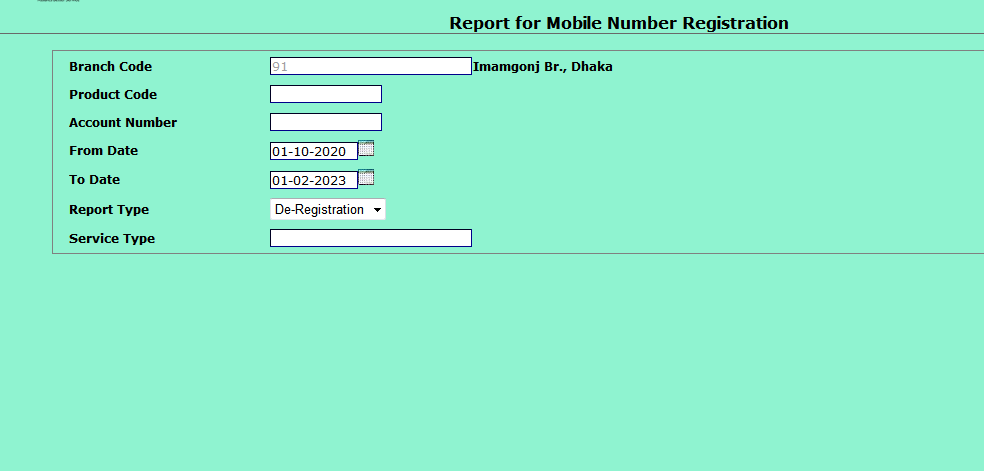 Report for Mobile Number Registration
Branch Code 91 Imamgonj Br., Dhaka
Product Code
Account Number
From Date 01-10-2020
To Date 01-02-2023
Report Type De-Registration
Service Type